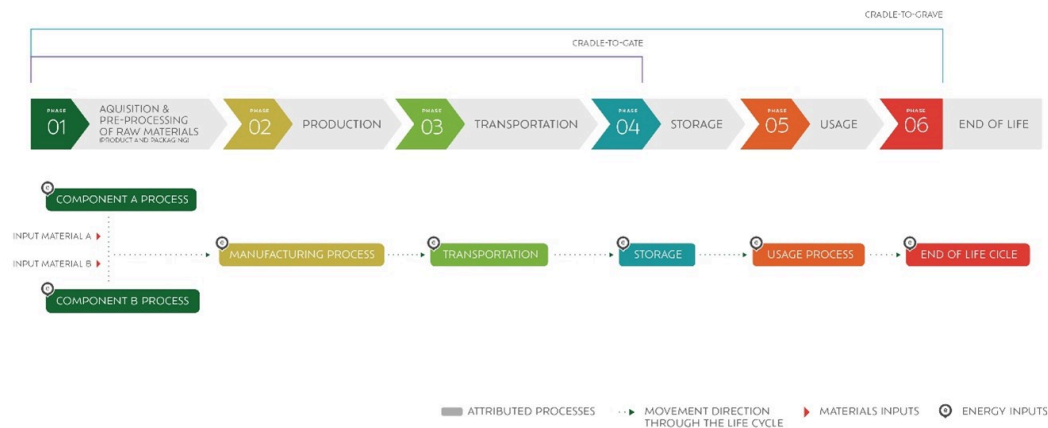 CRADLE-TO-GRAVE
CRADLE-TO-GATE
PHASE
01
AQUISITION &
PRE-PROCESSING
OF RAW MATERIALS
(PRODUCT AND PACKAGING)
PHASE
02
PRODUCTION
PHASE
03
TRANSPORTATION
PHASE
04
STORAGE
PHASE
05
USAGE
PHASE
06
END OF LIFE
e
COMPONENT A PROCESS
INPUT MATERIAL A
INPUT MATERIAL B
e
COMPONENT B PROCESS
e
MANUFACTURING PROCESS
e
TRANSPORTATION
e
STORAGE
e
USAGE PROCESS
e
END OF LIFE CICLE
ATTRIBUTED PROCESSES
MOVEMENT DIRECTION
THROUGH THE LIFE CYCLE
MATERIALS INPUTS
e
ENERGY INPUTS